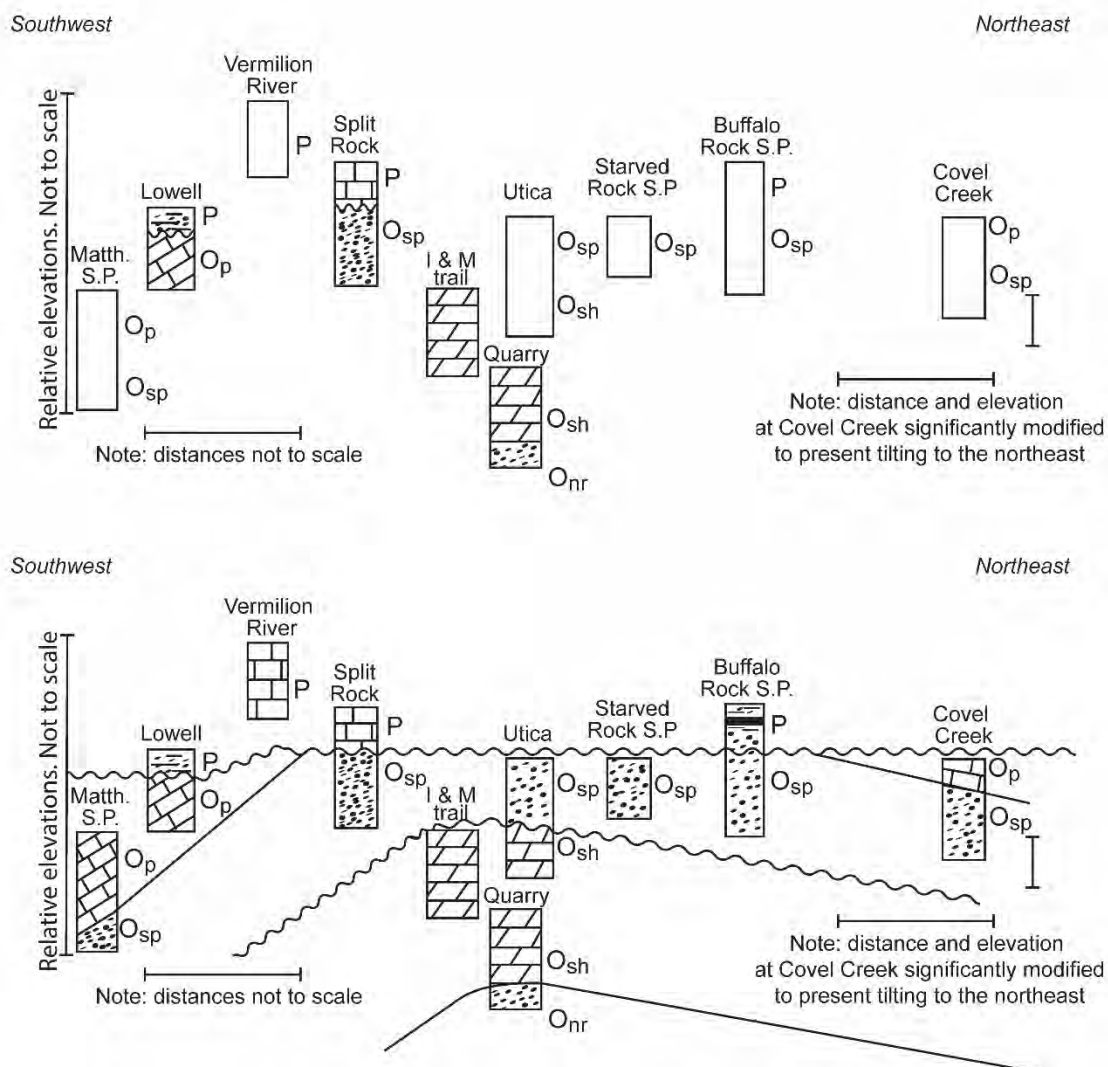 Southwest
Northeast
Relative elevations. Not to scale
Vermilion
River
P
Split
Rock
P
Osp
Buffalo
Rock S.P.
P
Osp
Lowell
P
Op
Utica
Osp
Osh
Starved
Rock S.P
Osp
Covel
Creek
Op
Osp
Matth.
S.P.
Op
Osp
I & M
trail
Quarry
Osh
Onr
Note: distances not to scale
Note: distance and elevation
at Covel Creek significantly modified
to present tilting to the northeast
Southwest
Northeast
Relative elevations. Not to scale
Vermilion
River
P
Split
Rock
P
Osp
Buffalo
Rock S.P.
P
Osp
Lowell
P
Op
Utica
Osp
Osh
Starved
Rock S.P
Osp
Covel
Creek
Op
Osp
Matth.
S.P.
Op
Osp
I & M
trail
Quarry
Osh
Onr
Note: distances not to scale
Note: distance and elevation
at Covel Creek significantly modified
to present tilting to the northeast